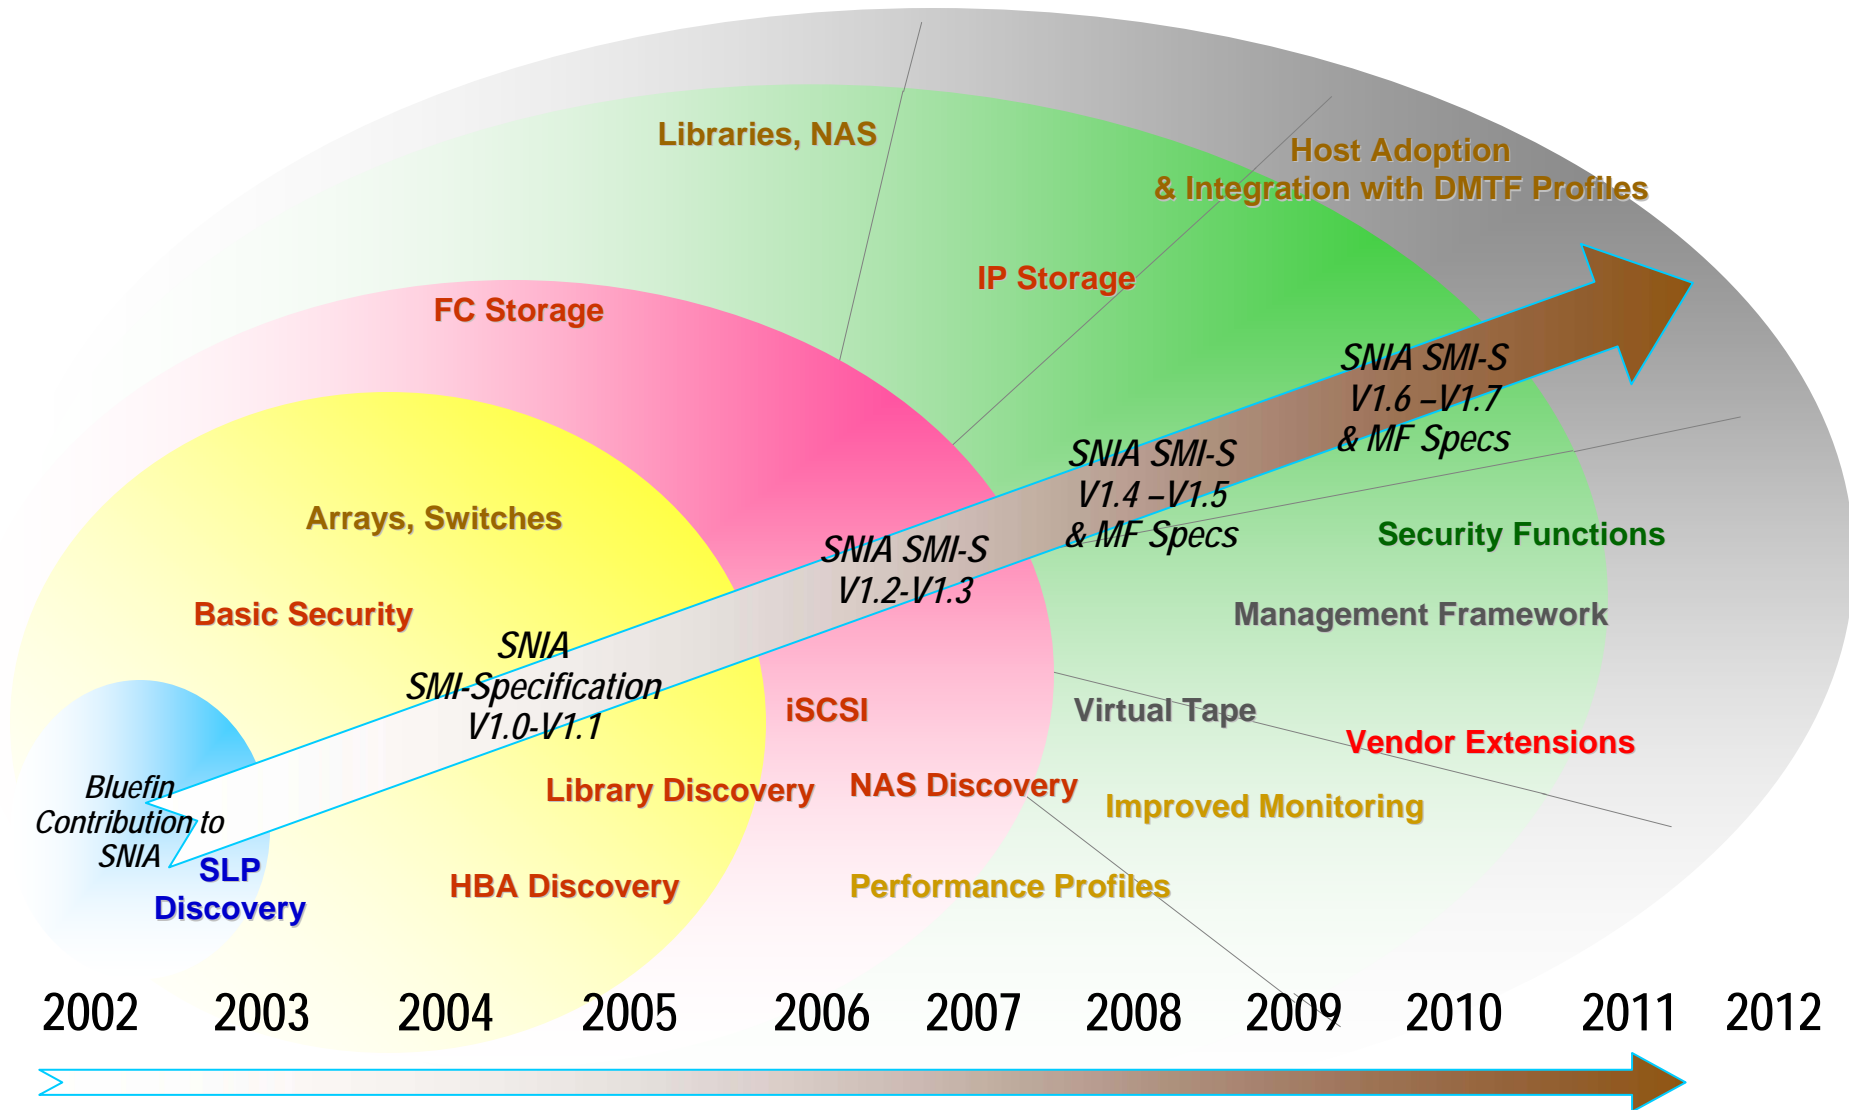 Libraries, NAS
Host Adoption
& Integration with DMTF Profiles
IP Storage
FC Storage
SNIA SMI-S
V1.6 –V1.7
& MF Specs
SNIA SMI-S
V1.4 –V1.5
& MF Specs
Arrays, Switches
Security Functions
SNIA SMI-S
V1.2-V1.3
Basic Security
Management Framework
SNIA
SMI-Specification
V1.0-V1.1
iSCSI
Virtual Tape
Vendor Extensions
Bluefin
Contribution to
SNIA
Library Discovery
NAS Discovery
Improved Monitoring
SLP
Discovery
HBA Discovery
Performance Profiles
2002 2003 2004 2005 2006 2007 2008 2009 2010 2011 2012